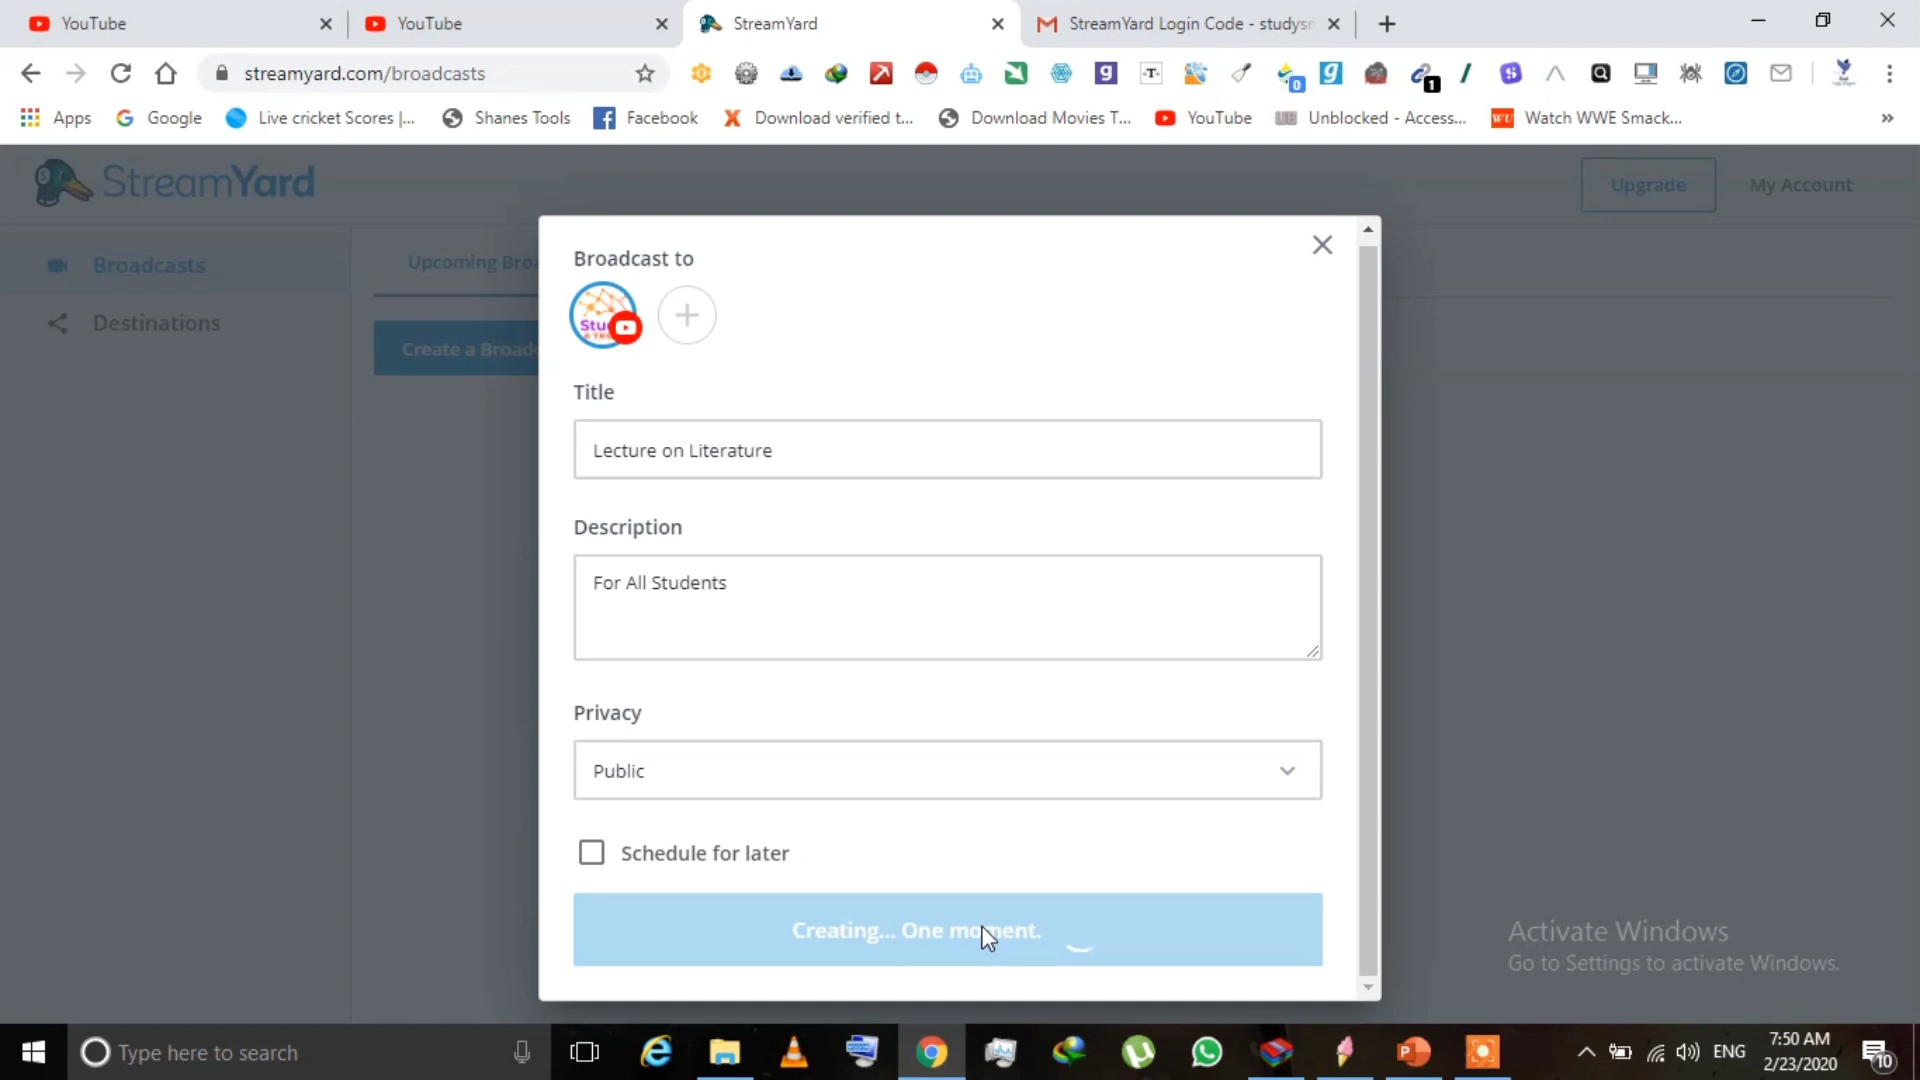 YouTube
YouTube
StreamYard
StreamYard Login Code - studysm
streamyard.com/broadcasts
Apps
Google
Live cricket Scores |...
Shanes Tools
Facebook
Download verified t...
Download Movies T...
YouTube
Unblocked - Access...
Watch WWE Smack...
StreamYard
Upgrade
My Account
Broadcasts
Destinations
Upcoming Bro
Create a Broadc
Broadcast to
Title
Lecture on Literature
Description
For All Students
Privacy
Public
Schedule for later
Creating... One moment.
Activate Windows
Go to Settings to activate Windows.
Type here to search
ENG
7:50 AM
2/23/2020
10